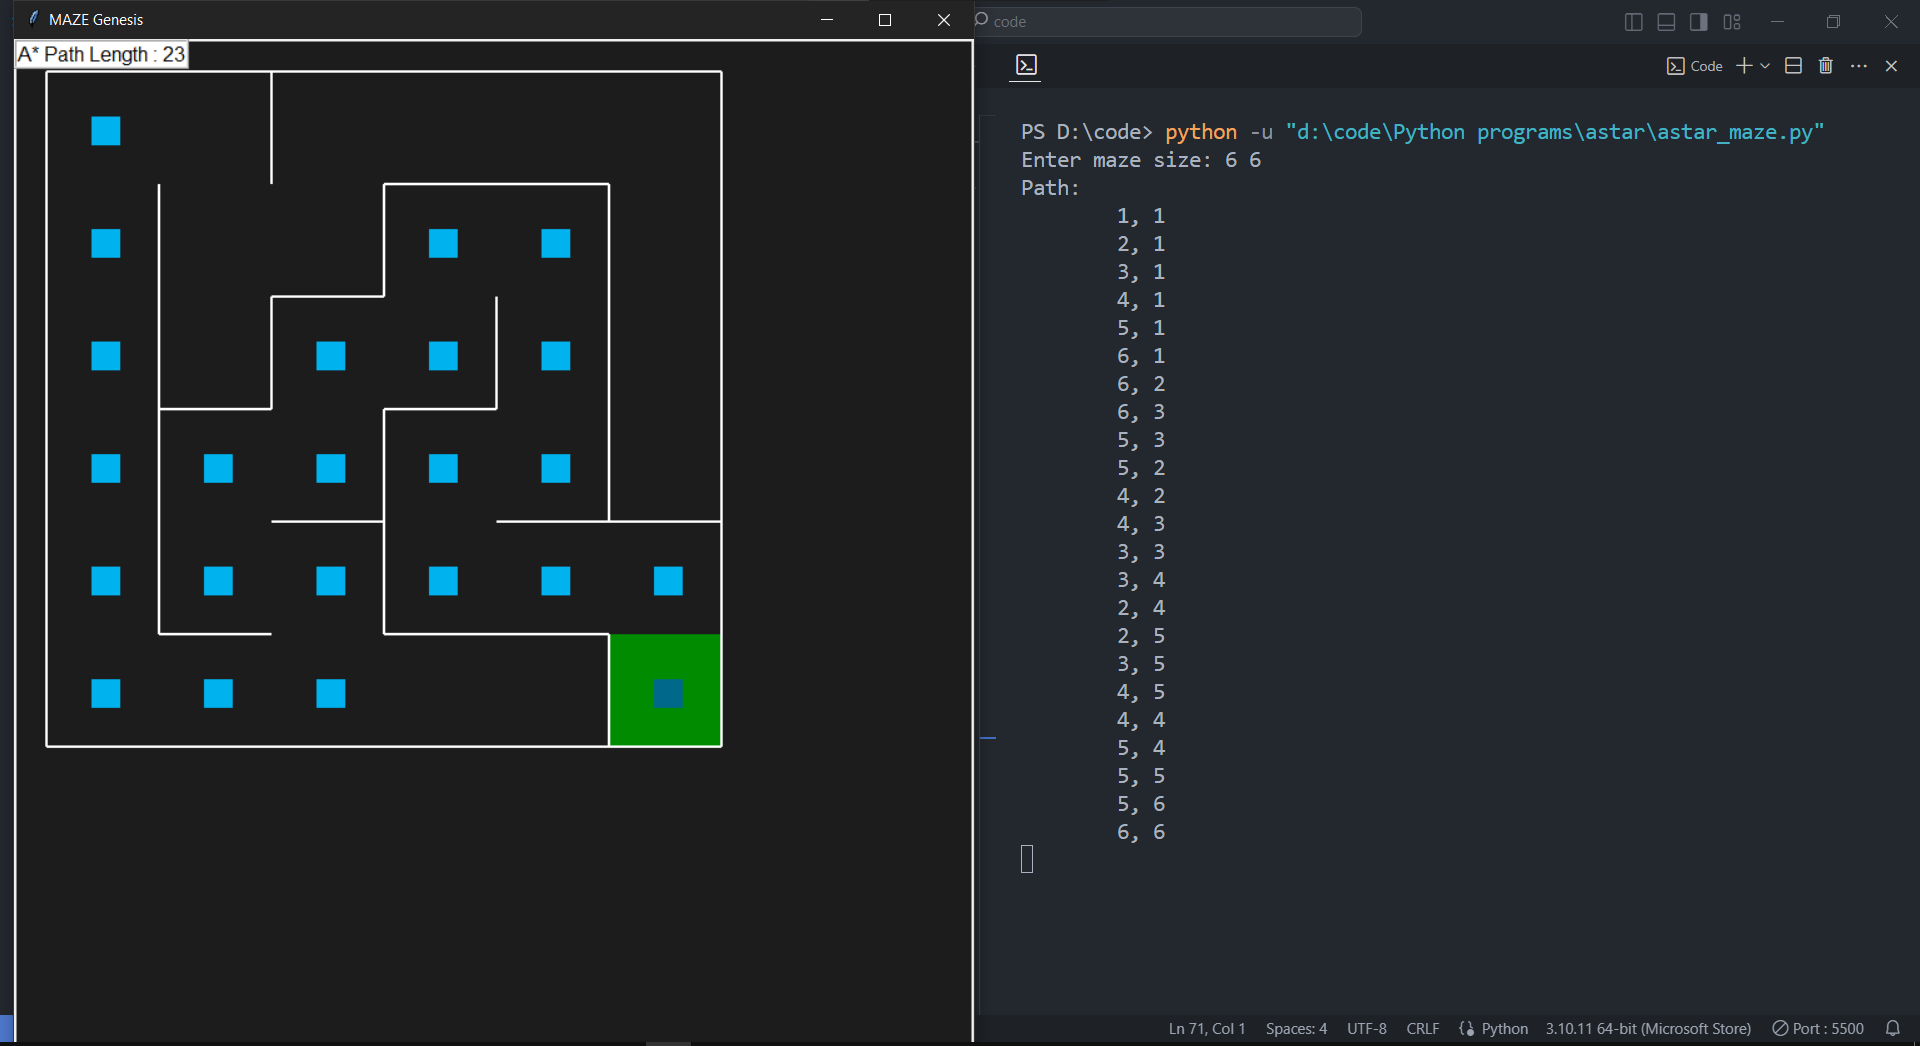 MAZE Genesis
A* Path Length : 23
code
Code
PS D:\code> python -u "d:\code\Python programs\astar\astar_maze.py"
Enter maze size: 6 6
Path:
1, 1
2, 1
3, 1
4, 1
5, 1
6, 1
6, 2
6, 3
5, 3
5, 2
4, 2
4, 3
3, 3
3, 4
2, 4
2, 5
3, 5
4, 5
4, 4
5, 4
5, 5
5, 6
6, 6
Ln 71, Col 1 Spaces: 4 UTF-8 CRLF Python 3.10.11 64-bit (Microsoft Store) Port : 5500